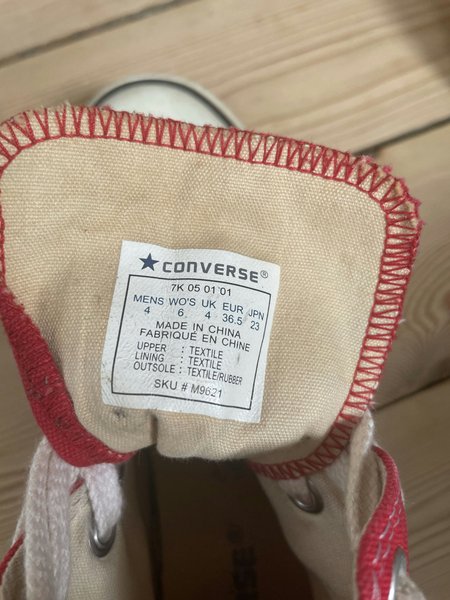 CONVERSE®
7K 05 01 01
MENS WO'S UK EUR JPN
4 6 4 36.5 23
MADE IN CHINA
FABRIQUÉ EN CHINE
UPPER : TEXTILE
LINING : TEXTILE
OUTSOLE : TEXTILE/RUBBER
SKU # M9621